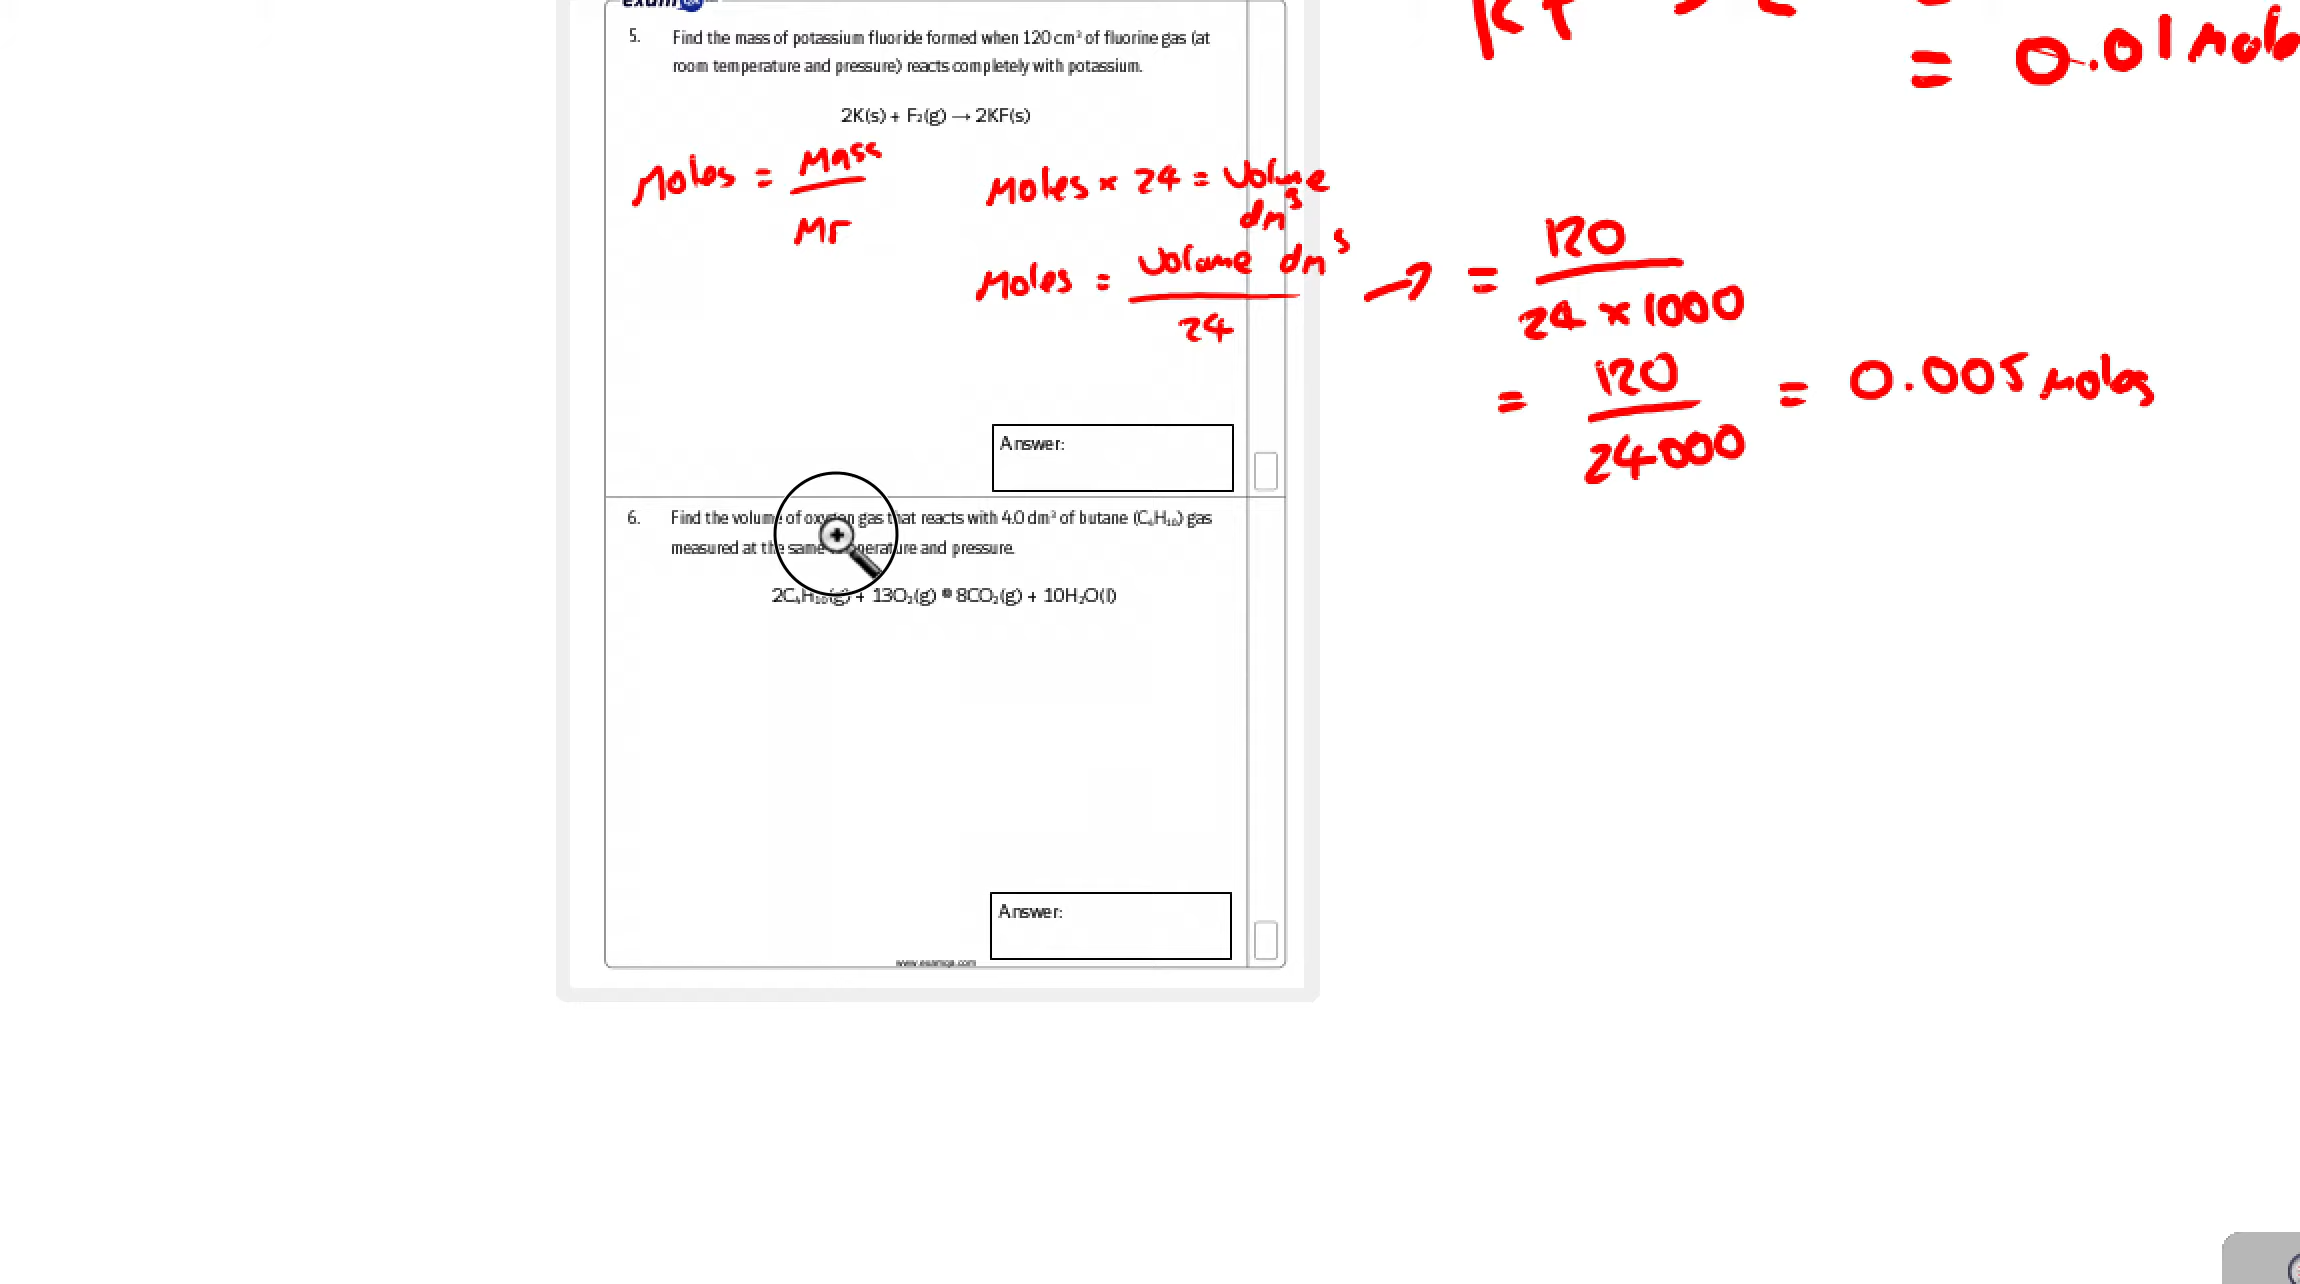 5. Find the mass of potassium fluoride formed when 120 cm³ of fluorine gas (at
room temperature and pressure) reacts completely with potassium.
2K(s) + F₂(g) → 2KF(s)
Moles = Mass / Mr
Moles × 24 = Volume dm³
Moles = Volume dm³ / 24 → = 120 / 24 × 1000
= 120 / 24000 = 0.005 moles
= 0.01 mol
Answer:
6. Find the volume of oxygen gas that reacts with 4.0 dm³ of butane (C₄H₁₀) gas
measured at the same temperature and pressure.
2C₄H₁₀(g) + 13O₂(g) • 8CO₂(g) + 10H₂O(l)
Answer:
www.examqa.com